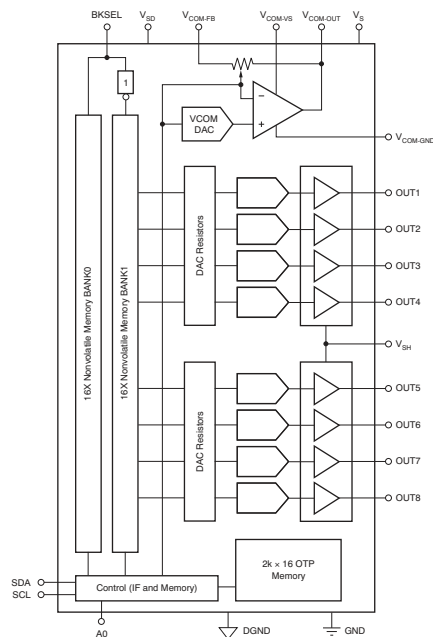 BKSEL
V_SD
V_COM-FB
V_COM-VS
V_COM-OUT
V_S
1
VCOM
DAC
−
+
V_COM-GND
16X Nonvolatile Memory BANK0
16X Nonvolatile Memory BANK1
DAC Resistors
OUT1
OUT2
OUT3
OUT4
V_SH
DAC Resistors
OUT5
OUT6
OUT7
OUT8
SDA
SCL
Control (IF and Memory)
2k × 16 OTP
Memory
A0
DGND
GND